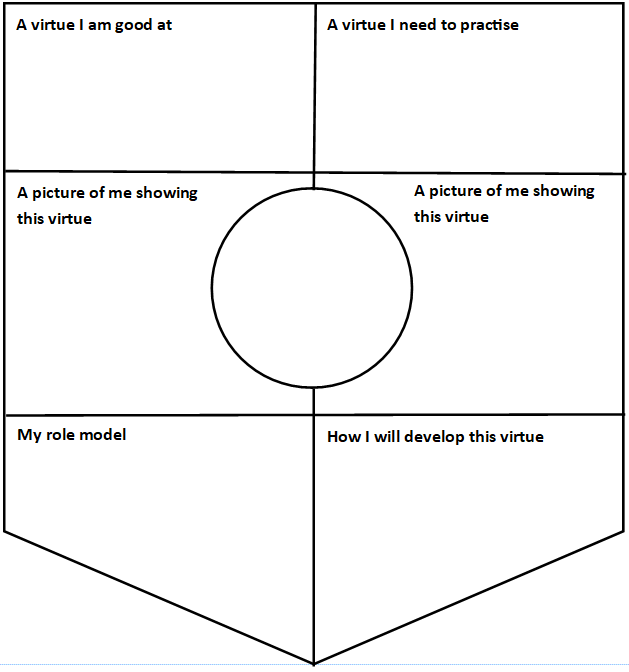 A virtue I am good at
A virtue I need to practise
A picture of me showing
this virtue
A picture of me showing
this virtue
My role model
How I will develop this virtue